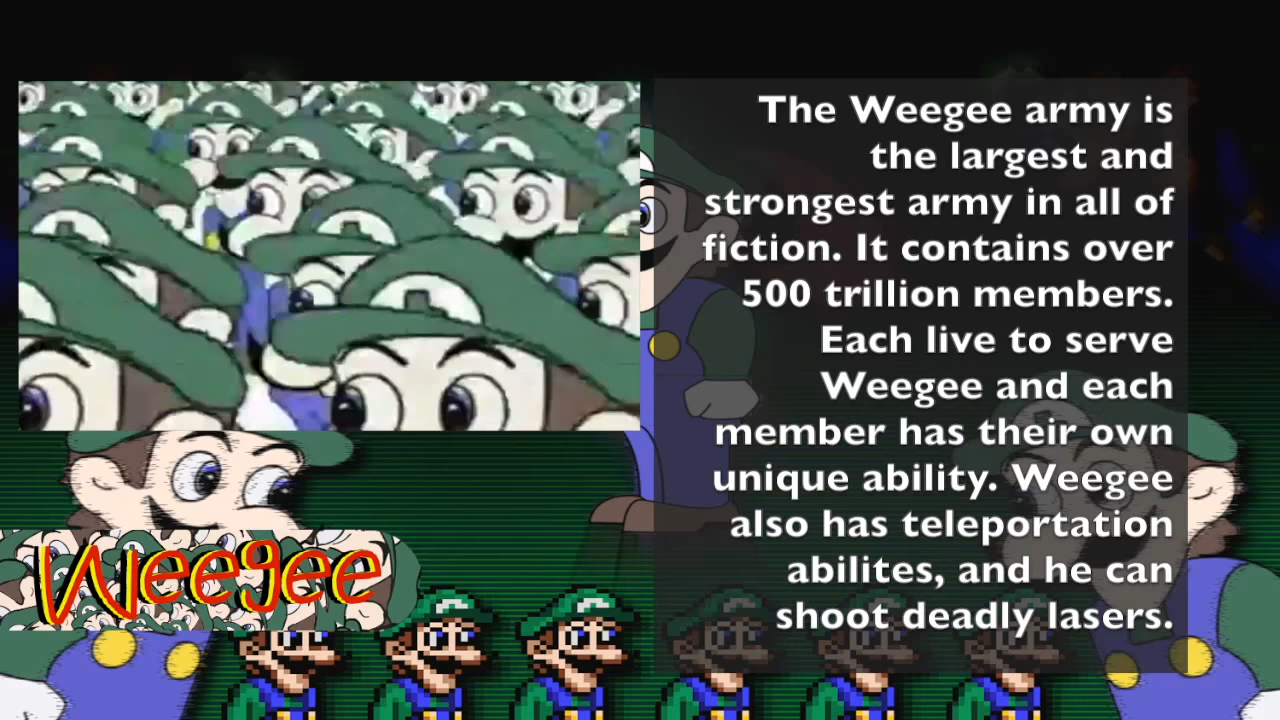 The Weegee army is
the largest and
strongest army in all of
fiction. It contains over
500 trillion members.
Each live to serve
Weegee and each
member has their own
unique ability. Weegee
also has teleportation
abilites, and he can
shoot deadly lasers.
Weegee